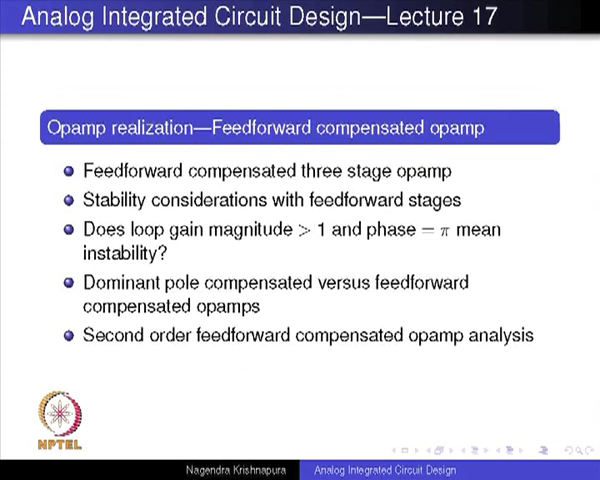 Analog Integrated Circuit Design—Lecture 17
Opamp realization—Feedforward compensated opamp
Feedforward compensated three stage opamp
Stability considerations with feedforward stages
Does loop gain magnitude > 1 and phase = π mean
instability?
Dominant pole compensated versus feedforward
compensated opamps
Second order feedforward compensated opamp analysis
NPTEL
Nagendra Krishnapura Analog Integrated Circuit Design